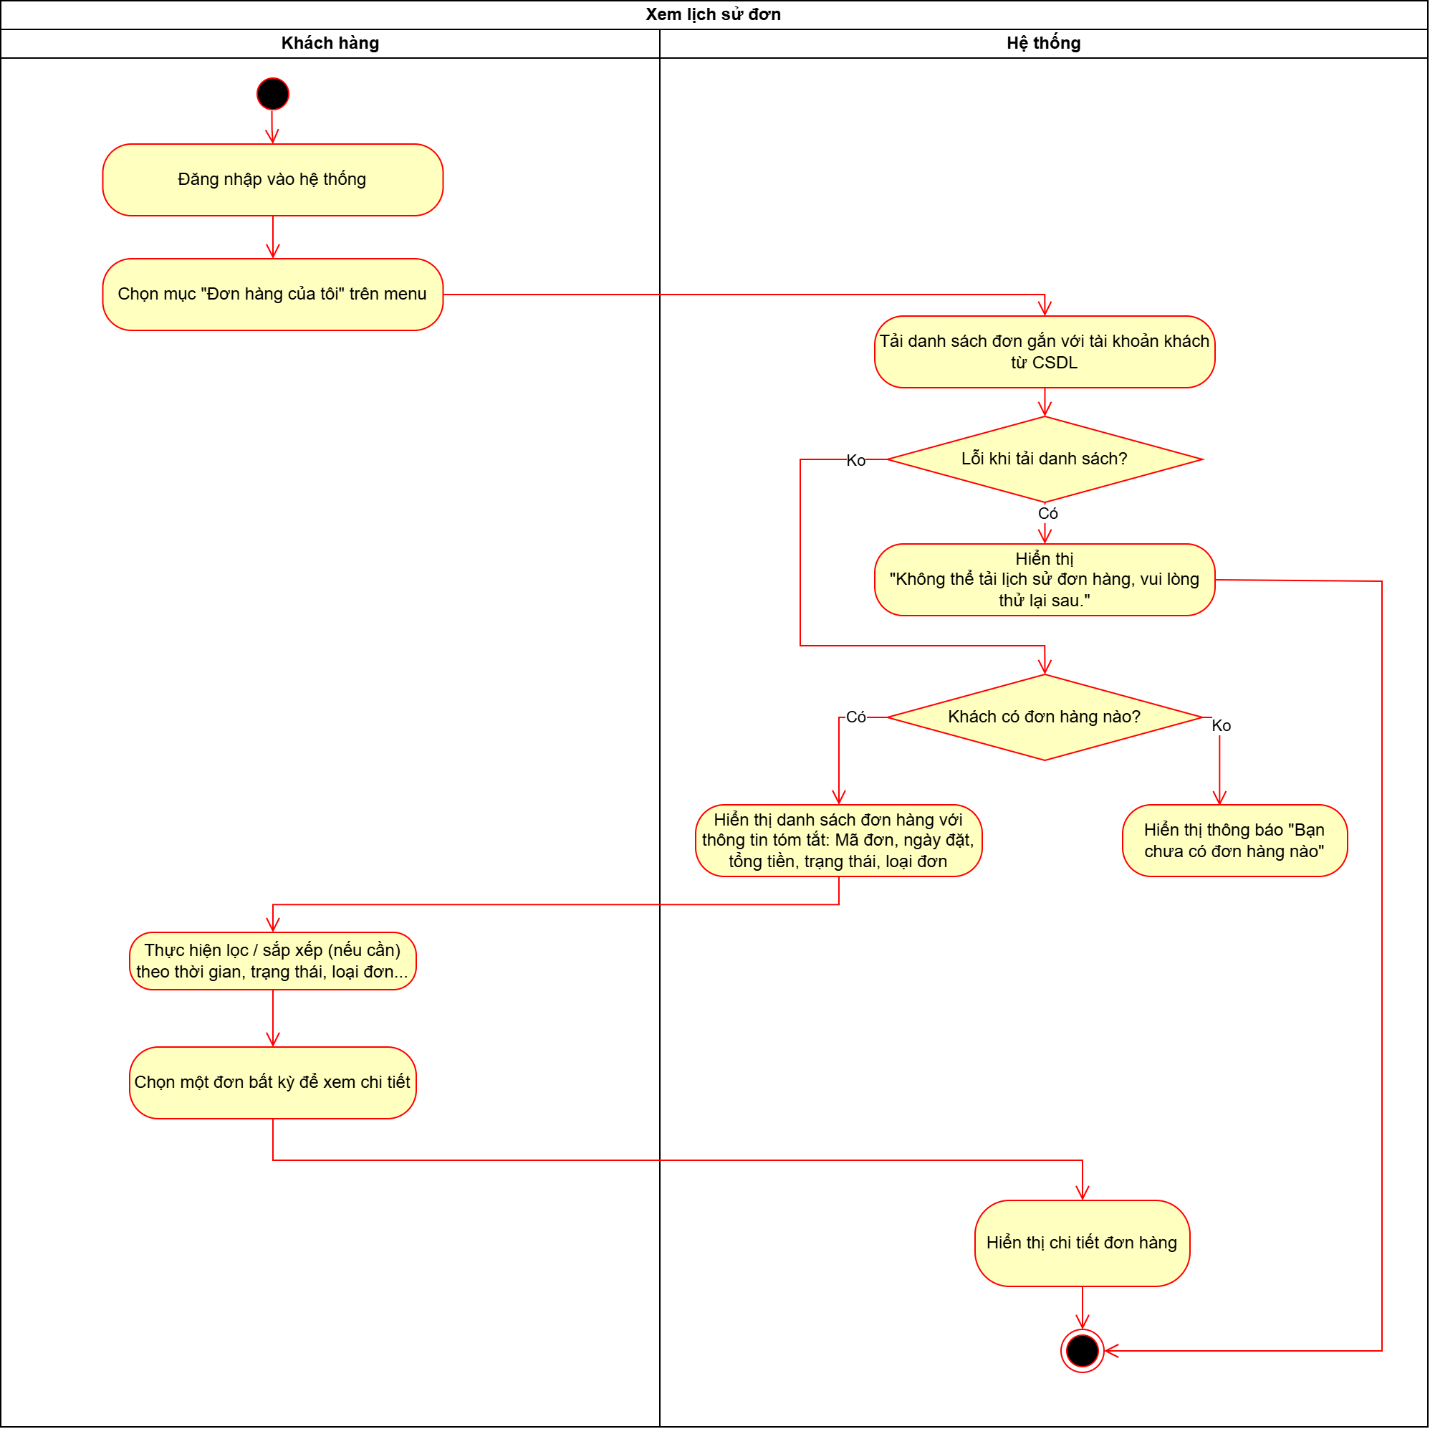 Xem lịch sử đơn
Khách hàng
Hệ thống
Đăng nhập vào hệ thống
Chọn mục "Đơn hàng của tôi" trên menu
Tải danh sách đơn gắn với tài khoản khách
từ CSDL
Lỗi khi tải danh sách?
Ko
Có
Hiển thị
"Không thể tải lịch sử đơn hàng, vui lòng
thử lại sau."
Khách có đơn hàng nào?
Có
Ko
Hiển thị danh sách đơn hàng với
thông tin tóm tắt: Mã đơn, ngày đặt,
tổng tiền, trạng thái, loại đơn
Hiển thị thông báo "Bạn
chưa có đơn hàng nào"
Thực hiện lọc / sắp xếp (nếu cần)
theo thời gian, trạng thái, loại đơn...
Chọn một đơn bất kỳ để xem chi tiết
Hiển thị chi tiết đơn hàng